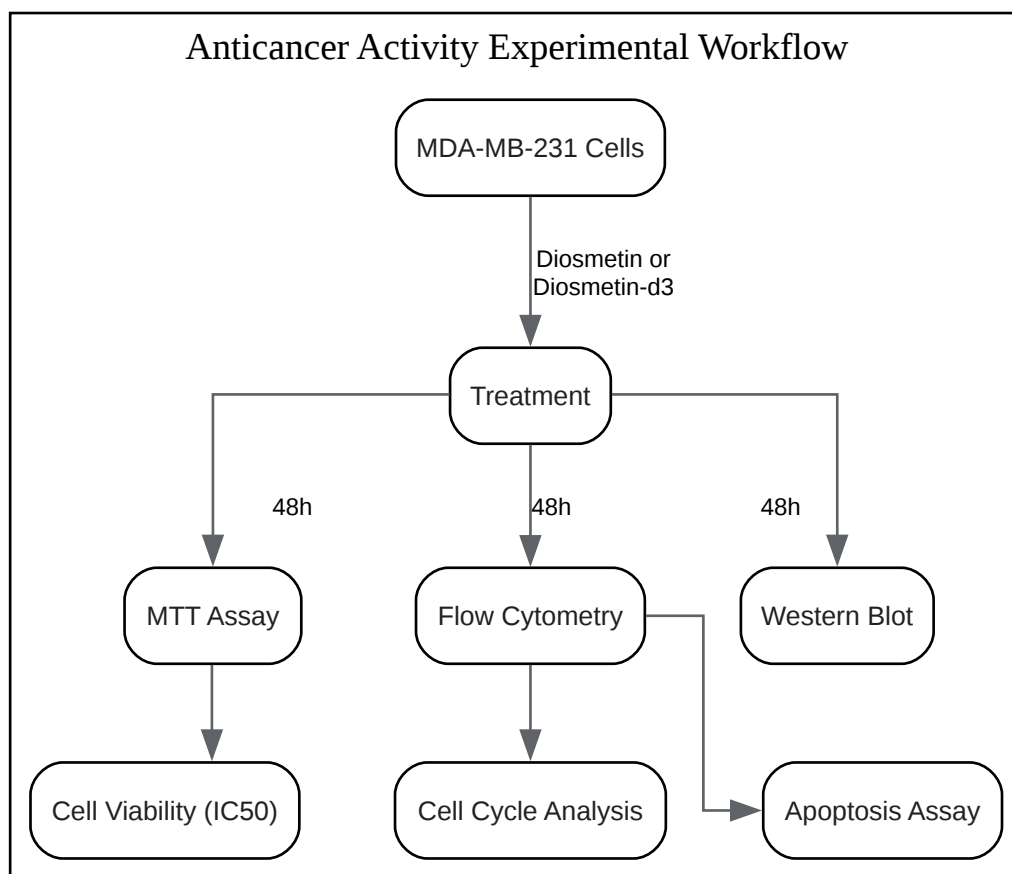 Anticancer Activity Experimental Workflow
MDA-MB-231 Cells
Diosmetin or
Diosmetin-d3
Treatment
48h
48h
48h
MTT Assay
Flow Cytometry
Western Blot
Cell Viability (IC50)
Cell Cycle Analysis
Apoptosis Assay